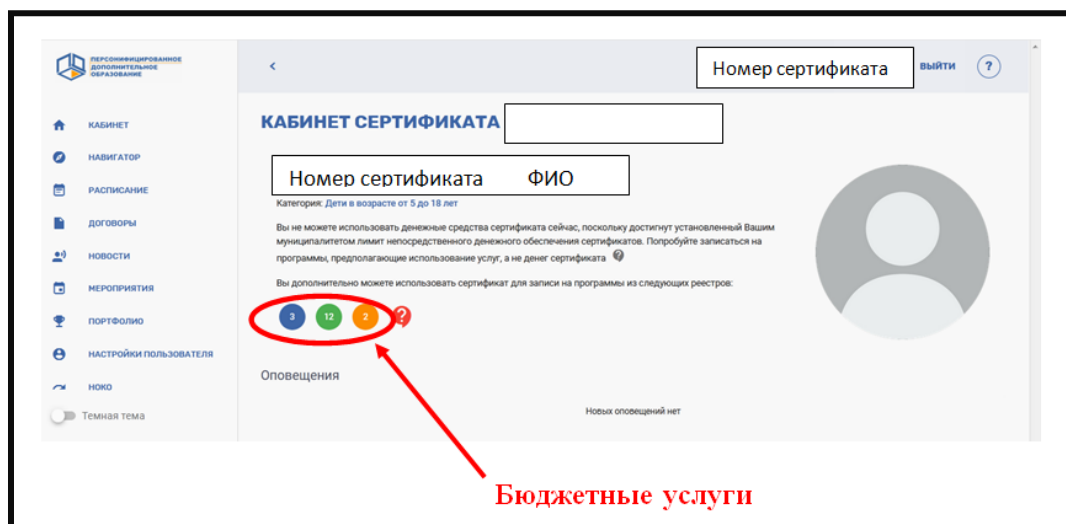 ПЕРСОНИФИЦИРОВАННОЕ
ДОПОЛНИТЕЛЬНОЕ
ОБРАЗОВАНИЕ
<
Номер сертификата
ВЫЙТИ
?
КАБИНЕТ
НАВИГАТОР
РАСПИСАНИЕ
ДОГОВОРЫ
НОВОСТИ
МЕРОПРИЯТИЯ
ПОРТФОЛИО
НАСТРОЙКИ ПОЛЬЗОВАТЕЛЯ
НОКО
Темная тема
КАБИНЕТ СЕРТИФИКАТА
Номер сертификата ФИО
Категория: Дети в возрасте от 5 до 18 лет
Вы не можете использовать денежные средства сертификата сейчас, поскольку достигнут установленный Вашим
муниципалитетом лимит непосредственного денежного обеспечения сертификатов. Попробуйте записаться на
программы, предполагающие использование услуг, а не денег сертификата ?
Вы дополнительно можете использовать сертификат для записи на программы из следующих реестров:
3 12 2 ?
Оповещения
Новых оповещений нет
Бюджетные услуги